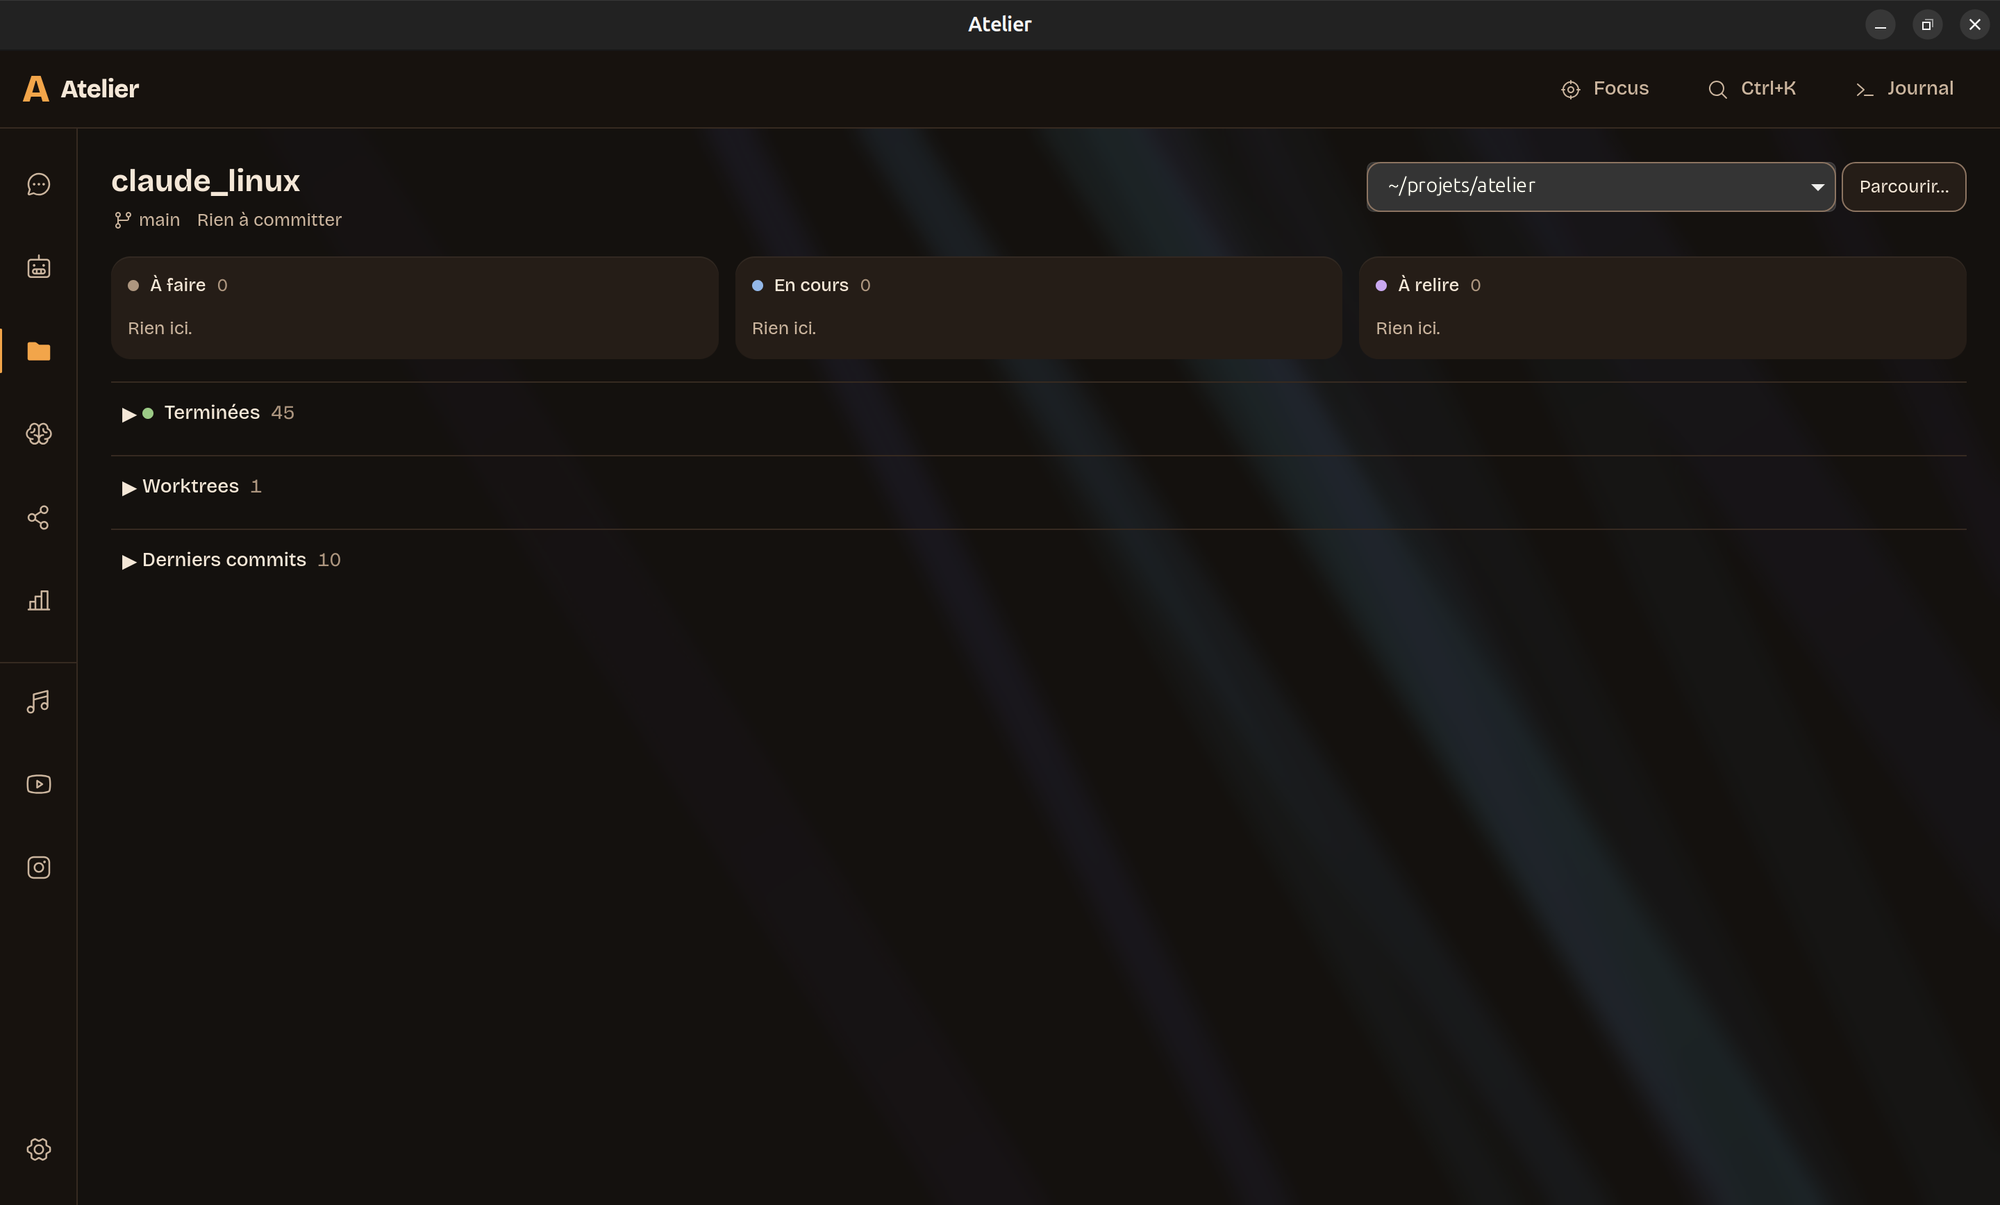 Atelier
A Atelier
Focus
Ctrl+K
Journal
claude_linux
~/projets/atelier
Parcourir...
main Rien à committer
À faire 0
Rien ici.
En cours 0
Rien ici.
À relire 0
Rien ici.
Terminées 45
Worktrees 1
Derniers commits 10